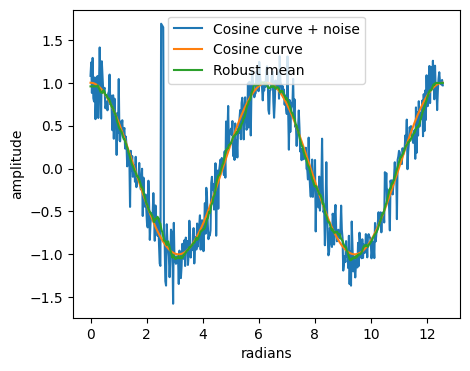 Cosine curve + noise
Cosine curve
Robust mean
amplitude
1.5
1.0
0.5
0.0
−0.5
−1.0
−1.5
0 2 4 6 8 10 12
radians